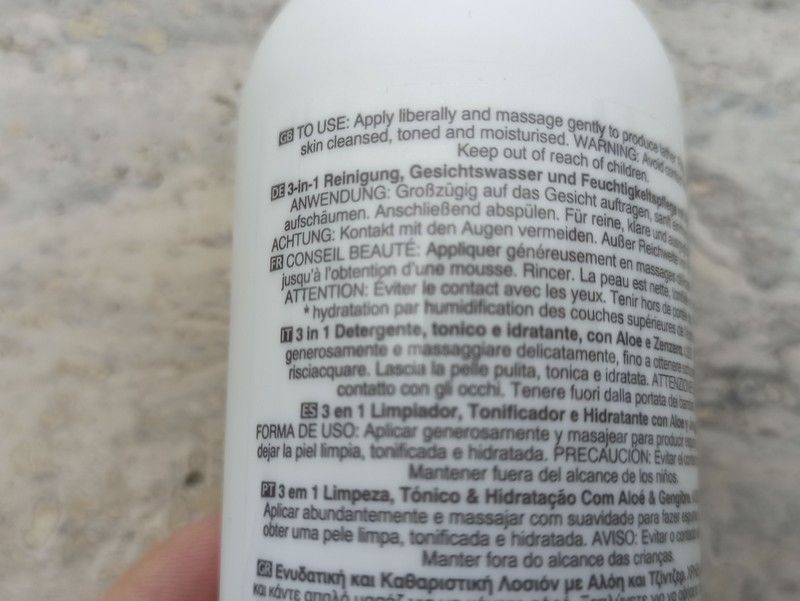 GB TO USE: Apply liberally and massage gently to produce lather
skin cleansed, toned and moisturised. WARNING: Avoid
Keep out of reach of children.
DE 3-in-1 Reinigung, Gesichtswasser und Feuchtigkeitspflege
ANWENDUNG: Großzügig auf das Gesicht auftragen, sanft
aufschäumen. Anschließend abspülen. Für reine, klare und
ACHTUNG: Kontakt mit den Augen vermeiden. Außer Reichweite
FR CONSEIL BEAUTÉ: Appliquer généreusement en massages
jusqu'à l'obtention d'une mousse. Rincer. La peau est nette,
ATTENTION: Éviter le contact avec les yeux. Tenir hors de
* hydratation par humidification des couches supérieures de
IT 3 in 1 Detergente, tonico e idratante, con Aloe e Zenzero.
generosamente e massaggiare delicatamente, fino a ottenere
risciacquare. Lascia la pelle pulita, tonica e idratata. ATTENZIONE
contatto con gli occhi. Tenere fuori dalla portata dei
ES 3 en 1 Limpiador, Tonificador e Hidratante con Aloe y
FORMA DE USO: Aplicar generosamente y masajear para producir
dejar la piel limpia, tonificada e hidratada. PRECAUCIÓN: Evitar el
Mantener fuera del alcance de los niños.
PT 3 em 1 Limpeza, Tónico & Hidratação Com Aloé & Gengibre.
Aplicar abundantemente e massajar com suavidade para fazer
obter uma pele limpa, tonificada e hidratada. AVISO: Evitar o
Manter fora do alcance das crianças.
GR Ενυδατική και Καθαριστική Λοσιόν με Αλόη και Τζίντζερ.
και κάντε απαλό